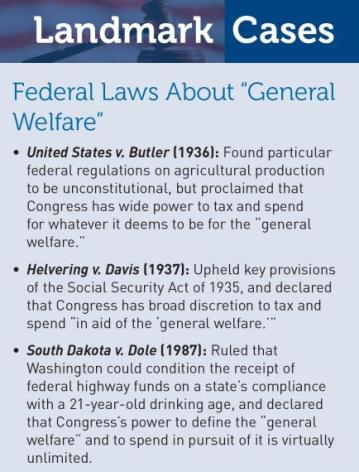 Landmark Cases
Federal Laws About “General
Welfare”
• United States v. Butler (1936): Found particular
federal regulations on agricultural production
to be unconstitutional, but proclaimed that
Congress has wide power to tax and spend
for whatever it deems to be for the “general
welfare.”
• Helvering v. Davis (1937): Upheld key provisions
of the Social Security Act of 1935, and declared
that Congress has broad discretion to tax and
spend “in aid of the ‘general welfare.’”
• South Dakota v. Dole (1987): Ruled that
Washington could condition the receipt of
federal highway funds on a state’s compliance
with a 21-year-old drinking age, and declared
that Congress’s power to define the “general
welfare” and to spend in pursuit of it is virtually
unlimited.